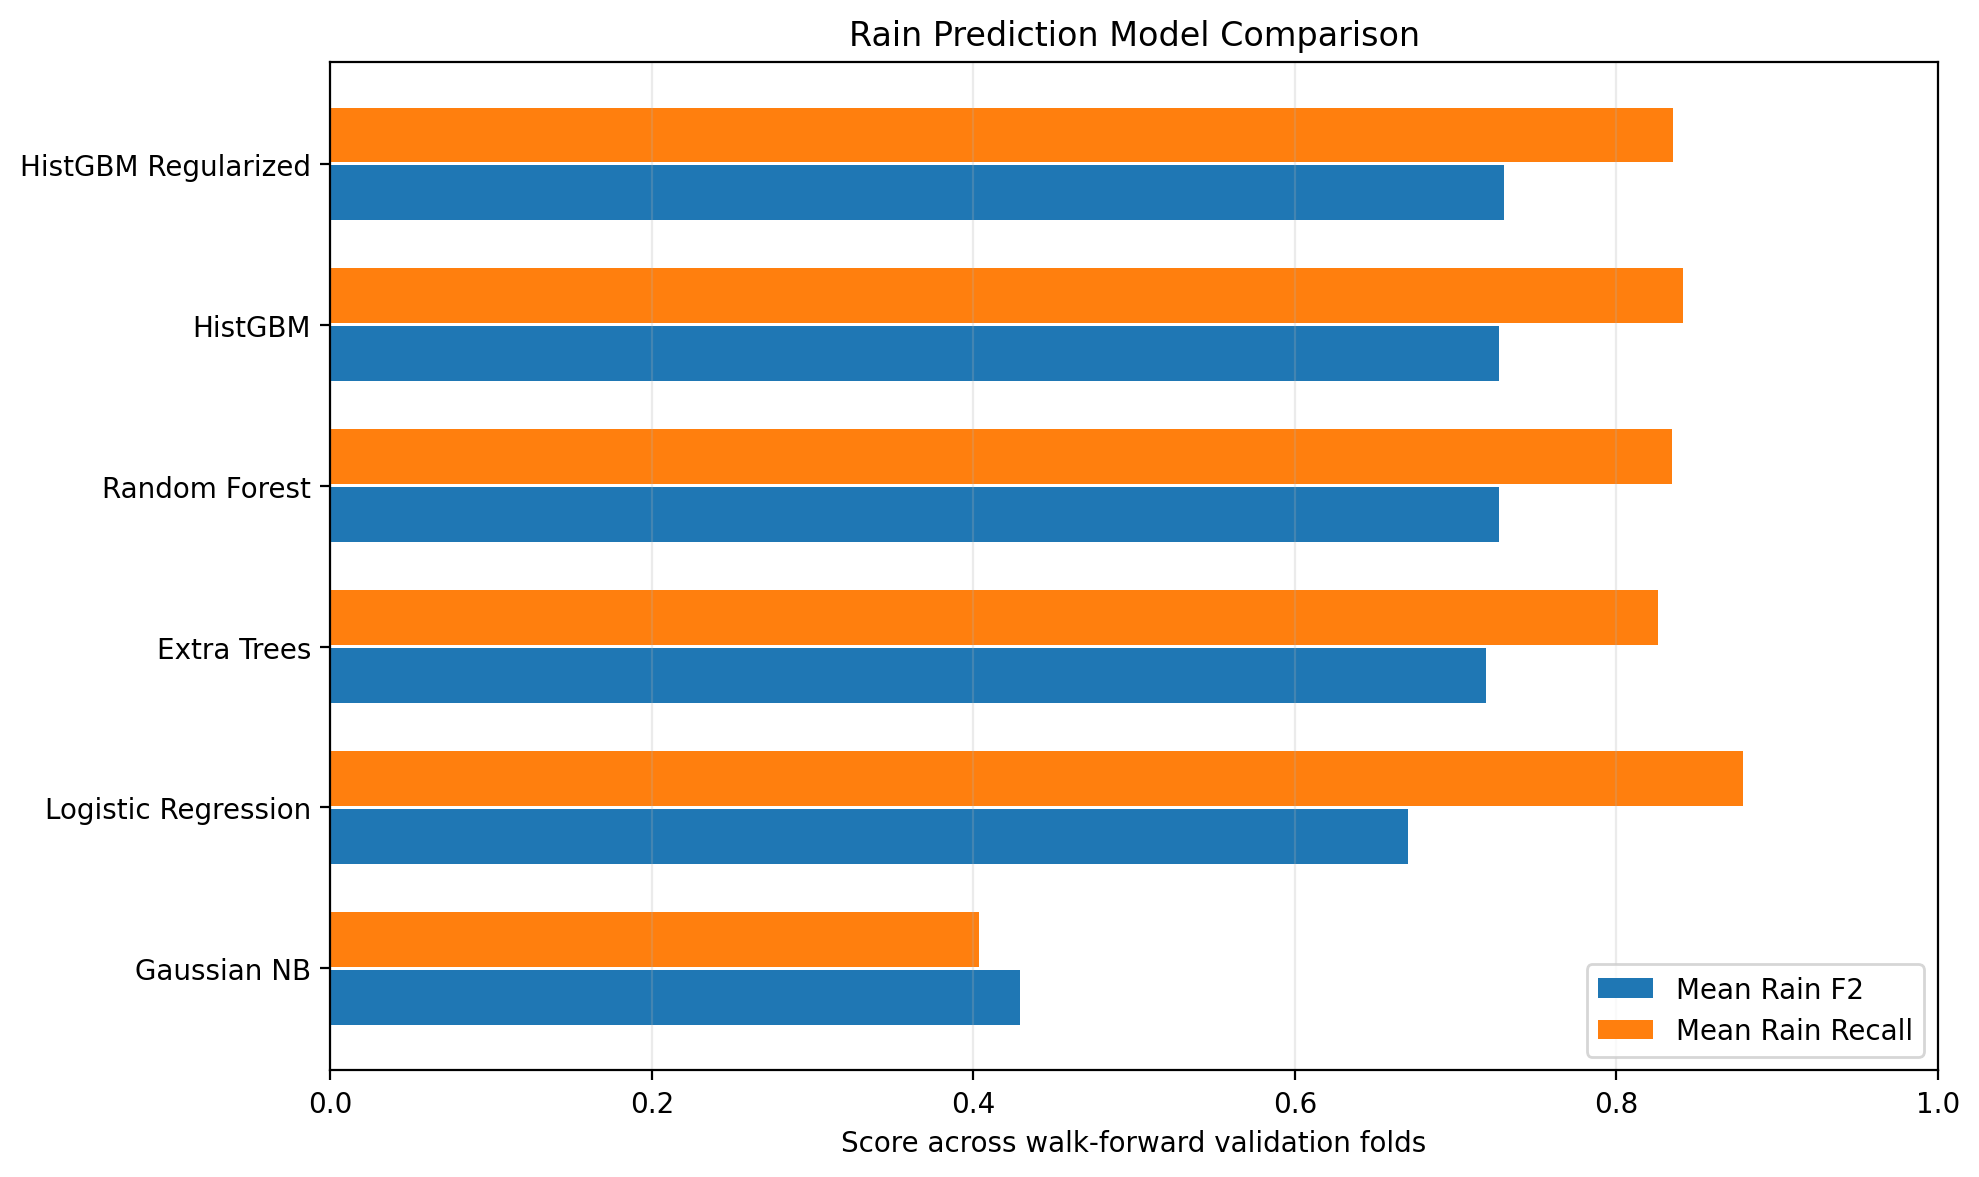 Rain Prediction Model Comparison
HistGBM Regularized
HistGBM
Random Forest
Extra Trees
Logistic Regression
Gaussian NB
Mean Rain F2
Mean Rain Recall
0.0 0.2 0.4 0.6 0.8 1.0
Score across walk-forward validation folds